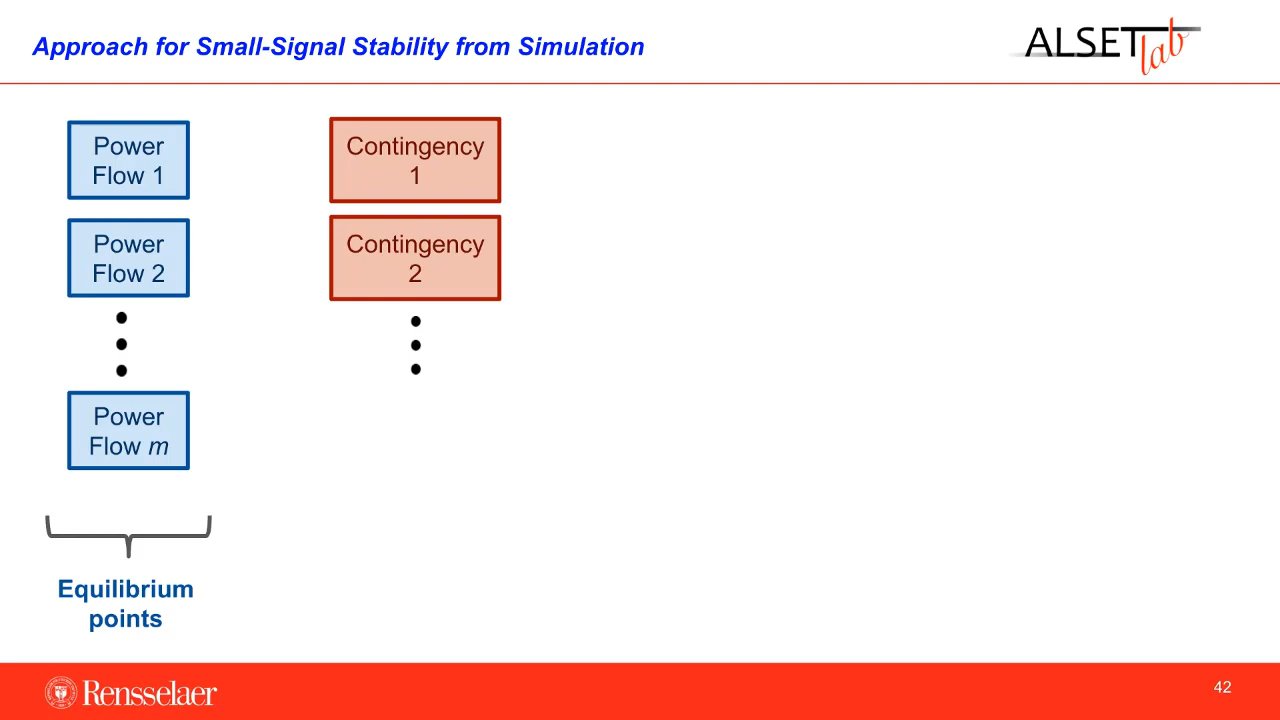 Approach for Small-Signal Stability from Simulation
ALSET lab
Power
Flow 1
Contingency
1
Power
Flow 2
Contingency
2
Power
Flow m
Equilibrium
points
Rensselaer
42